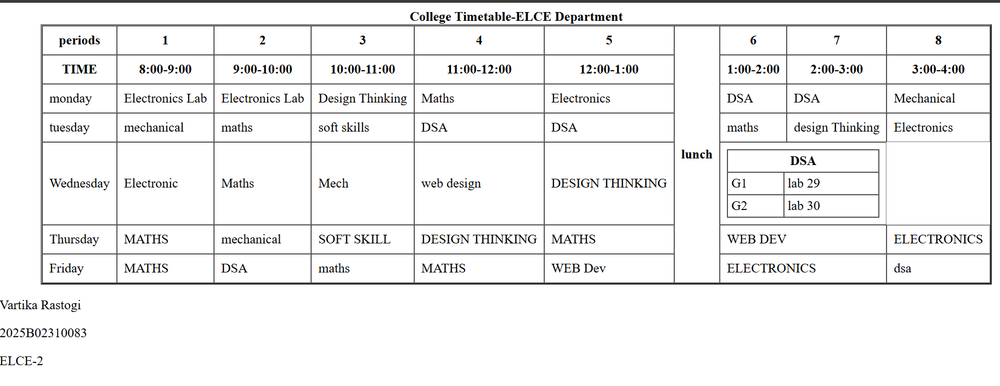 College Timetable-ELCE Department
periods 1 2 3 4 5 lunch 6 7 8
TIME 8:00-9:00 9:00-10:00 10:00-11:00 11:00-12:00 12:00-1:00 1:00-2:00 2:00-3:00 3:00-4:00
monday Electronics Lab Electronics Lab Design Thinking Maths Electronics DSA DSA Mechanical
tuesday mechanical maths soft skills DSA DSA maths design Thinking Electronics
Wednesday Electronic Maths Mech web design DESIGN THINKING DSA
G1 lab 29
G2 lab 30
Thursday MATHS mechanical SOFT SKILL DESIGN THINKING MATHS WEB DEV ELECTRONICS
Friday MATHS DSA maths MATHS WEB Dev ELECTRONICS dsa
Vartika Rastogi
2025B02310083
ELCE-2